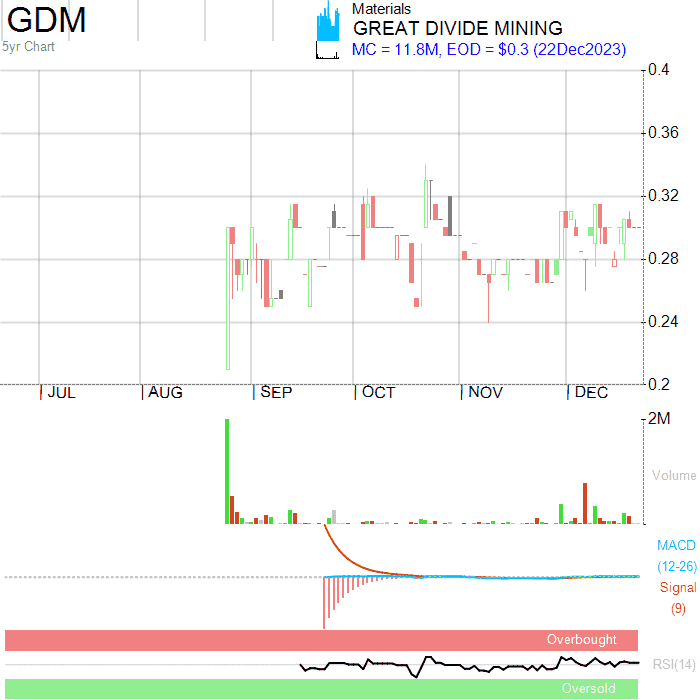 GDM
5yr Chart
Materials
GREAT DIVIDE MINING
MC = 11.8M, EOD = $0.3 (22Dec2023)
0.4
0.36
0.32
0.28
0.24
0.2
JUL AUG SEP OCT NOV DEC
2M
Volume
MACD
(12-26)
Signal
(9)
Overbought
RSI(14)
Oversold